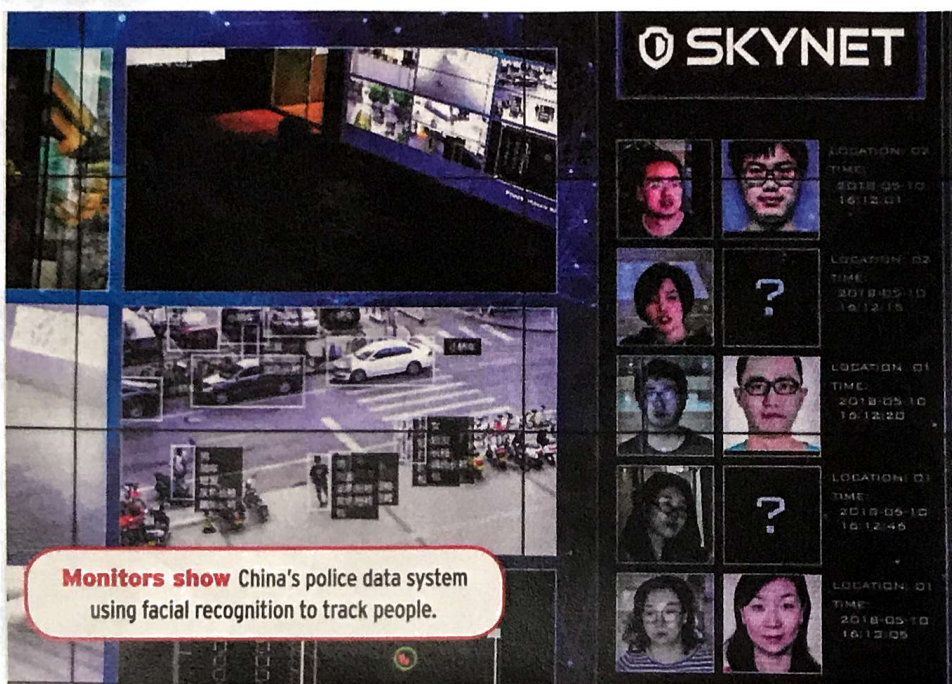 SKYNET
LOCATION: 02
TIME:
2018-05-10
16:12:01
LOCATION: 02
TIME:
2018-05-10
16:12:15
LOCATION: 01
TIME:
2018-05-10
16:12:20
LOCATION: 01
TIME:
2018-05-10
16:12:46
LOCATION: 01
TIME:
2018-05-10
16:13:05
?
?
Monitors show China's police data system
using facial recognition to track people.